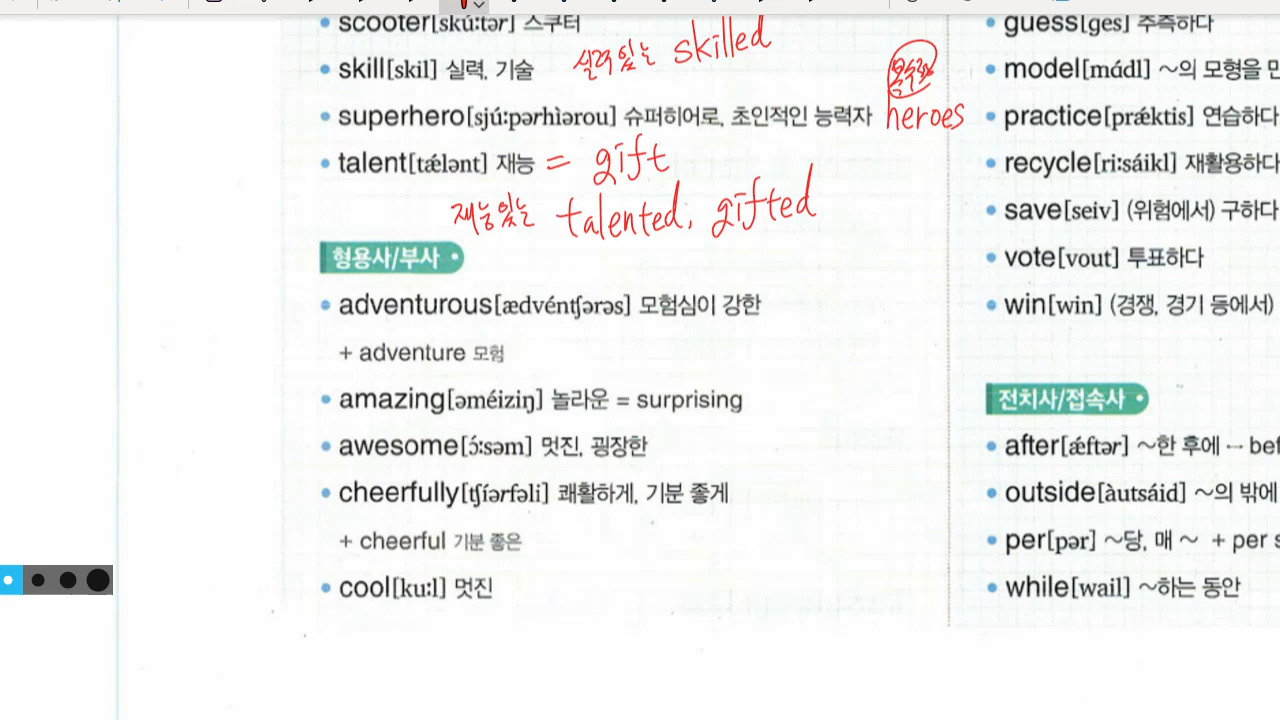 scooter[skúːtər] 스쿠터
skill[skil] 실력, 기술
실력있는 skilled
superhero[sjúːpərhìərou] 슈퍼히어로, 초인적인 능력자
복수형
heroes
talent[tǽlənt] 재능 = gift
재능있는 talented, gifted
형용사/부사
adventurous[ædvéntʃərəs] 모험심이 강한
+ adventure 모험
amazing[əméiziŋ] 놀라운 = surprising
awesome[ɔ́ːsəm] 멋진, 굉장한
cheerfully[tʃíərfəli] 쾌활하게, 기분 좋게
+ cheerful 기분 좋은
cool[kuːl] 멋진
guess[ges] 추측하다
model[mádl] ~의 모형을 만
practice[prǽktis] 연습하다
recycle[riːsáikl] 재활용하다
save[seiv] (위험에서) 구하다
vote[vout] 투표하다
win[win] (경쟁, 경기 등에서)
전치사/접속사
after[ǽftər] ~한 후에 ↔ bef
outside[àutsáid] ~의 밖에
per[pər] ~당, 매 ~ + per s
while[wail] ~하는 동안